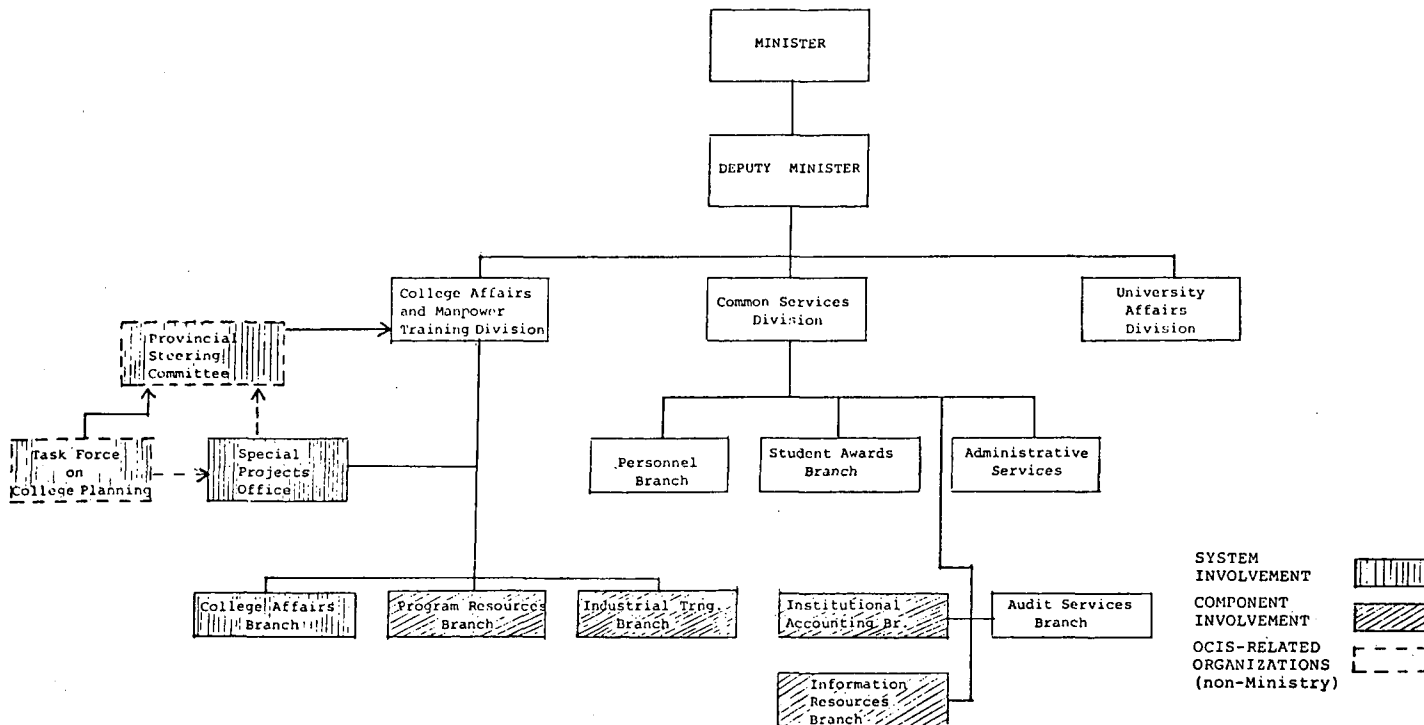 MINISTER
DEPUTY MINISTER
College Affairs
and Manpower
Training Division
Common Services
Division
University
Affairs
Division
Provincial
Steering
Committee
Task Force
on
College Planning
Special
Projects
Office
Personnel
Branch
Student Awards
Branch
Administrative
Services
College Affairs
Branch
Program Resources
Branch
Industrial Trng.
Branch
Institutional
Accounting Br.
Audit Services
Branch
Information
Resources
Branch
SYSTEM
INVOLVEMENT
COMPONENT
INVOLVEMENT
OCIS-RELATED
ORGANIZATIONS
(non-Ministry)